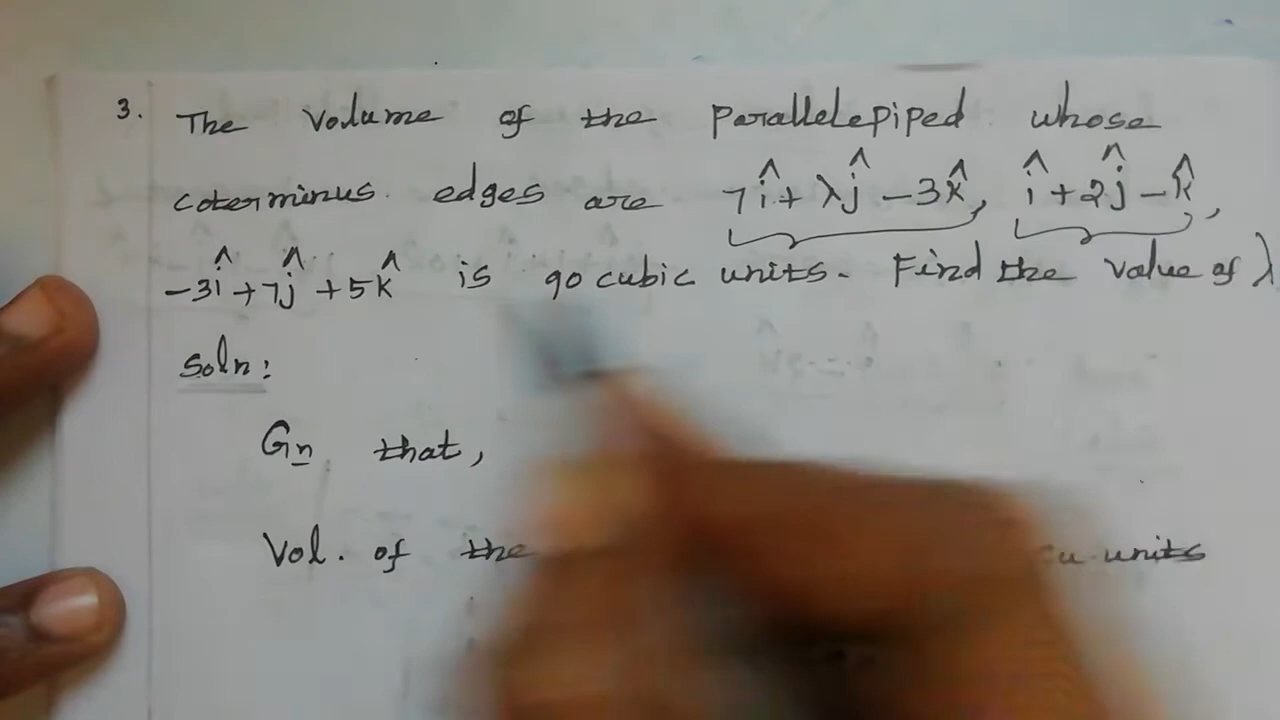 3. The Volume of the Parallelepiped whose
coterminus edges are 7î + λĵ - 3k̂, î + 2ĵ - k̂,
-3î + 7ĵ + 5k̂ is 90 cubic units. Find the value of λ
Soln:
Gn that,
Vol. of the cu. units